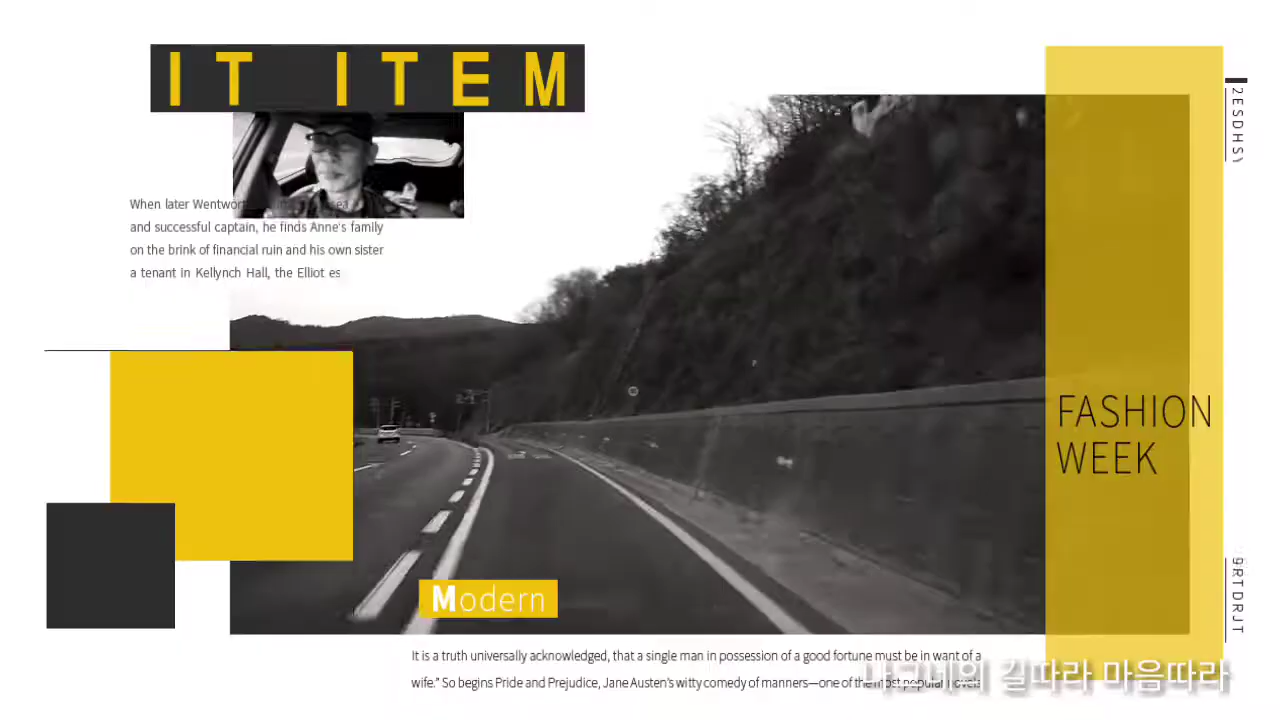 IT ITEM
When later Wentwort
and successful captain, he finds Anne's family
on the brink of financial ruin and his own sister
a tenant in Kellynch Hall, the Elliot es
2ESDHS\
FASHION
WEEK
9RTDRJT
Modern
It is a truth universally acknowledged, that a single man in possession of a good fortune must be in want of a
wife.” So begins Pride and Prejudice, Jane Austen's witty comedy of manners—one of the most popular novels
길따라 마음따라